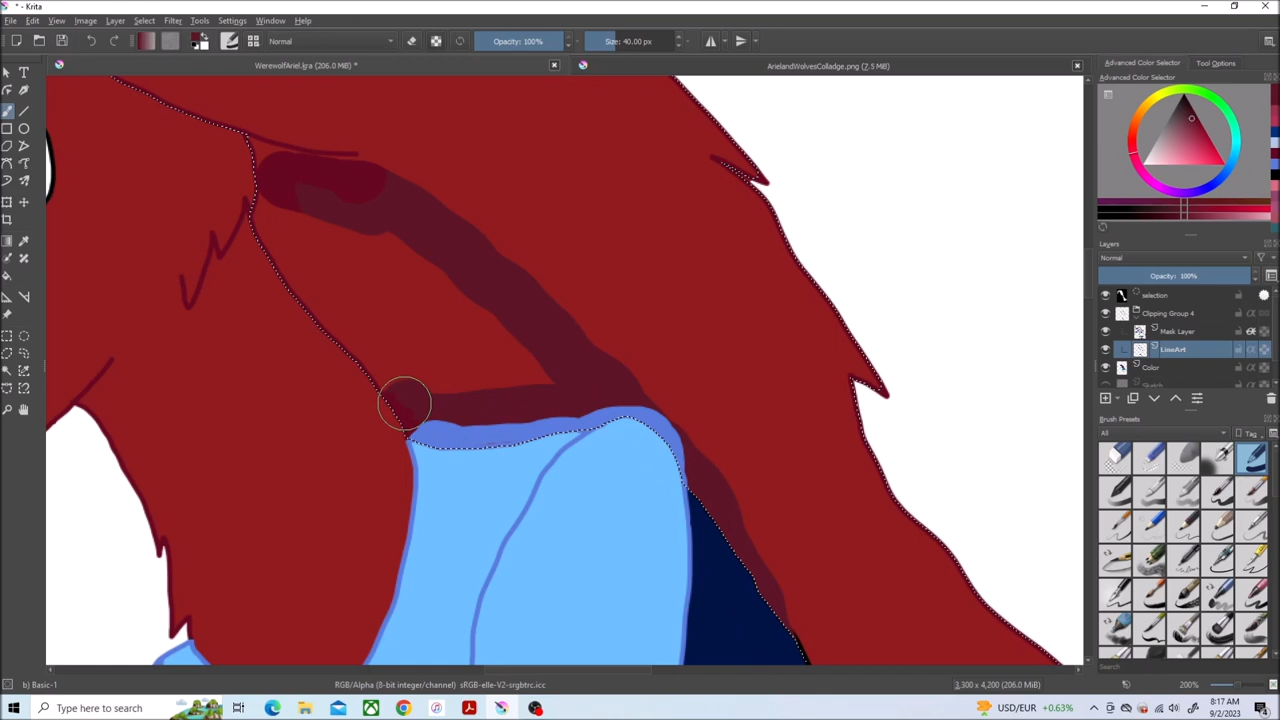 * - Krita
File Edit View Image Layer Select Filter Tools Settings Window Help
Normal Opacity: 100% Size: 40.00 px
WerewolfAriel.kra (206.0 MiB) * ArielandWolvesColladge.png (7.5 MiB)
Advanced Color Selector Tool Options
Advanced Color Selector
Layers
Normal
Opacity: 100%
selection
Clipping Group 4
Mask Layer
LineArt
Color
Sketch
Brush Presets
All Tag
Search
b) Basic-1 RGB/Alpha (8-bit integer/channel) sRGB-elle-V2-srgbtrc.icc 3,300 x 4,200 (206.0 MiB) 200%
Type here to search USD/EUR +0.63% 8:17 AM
9/2/2023
4